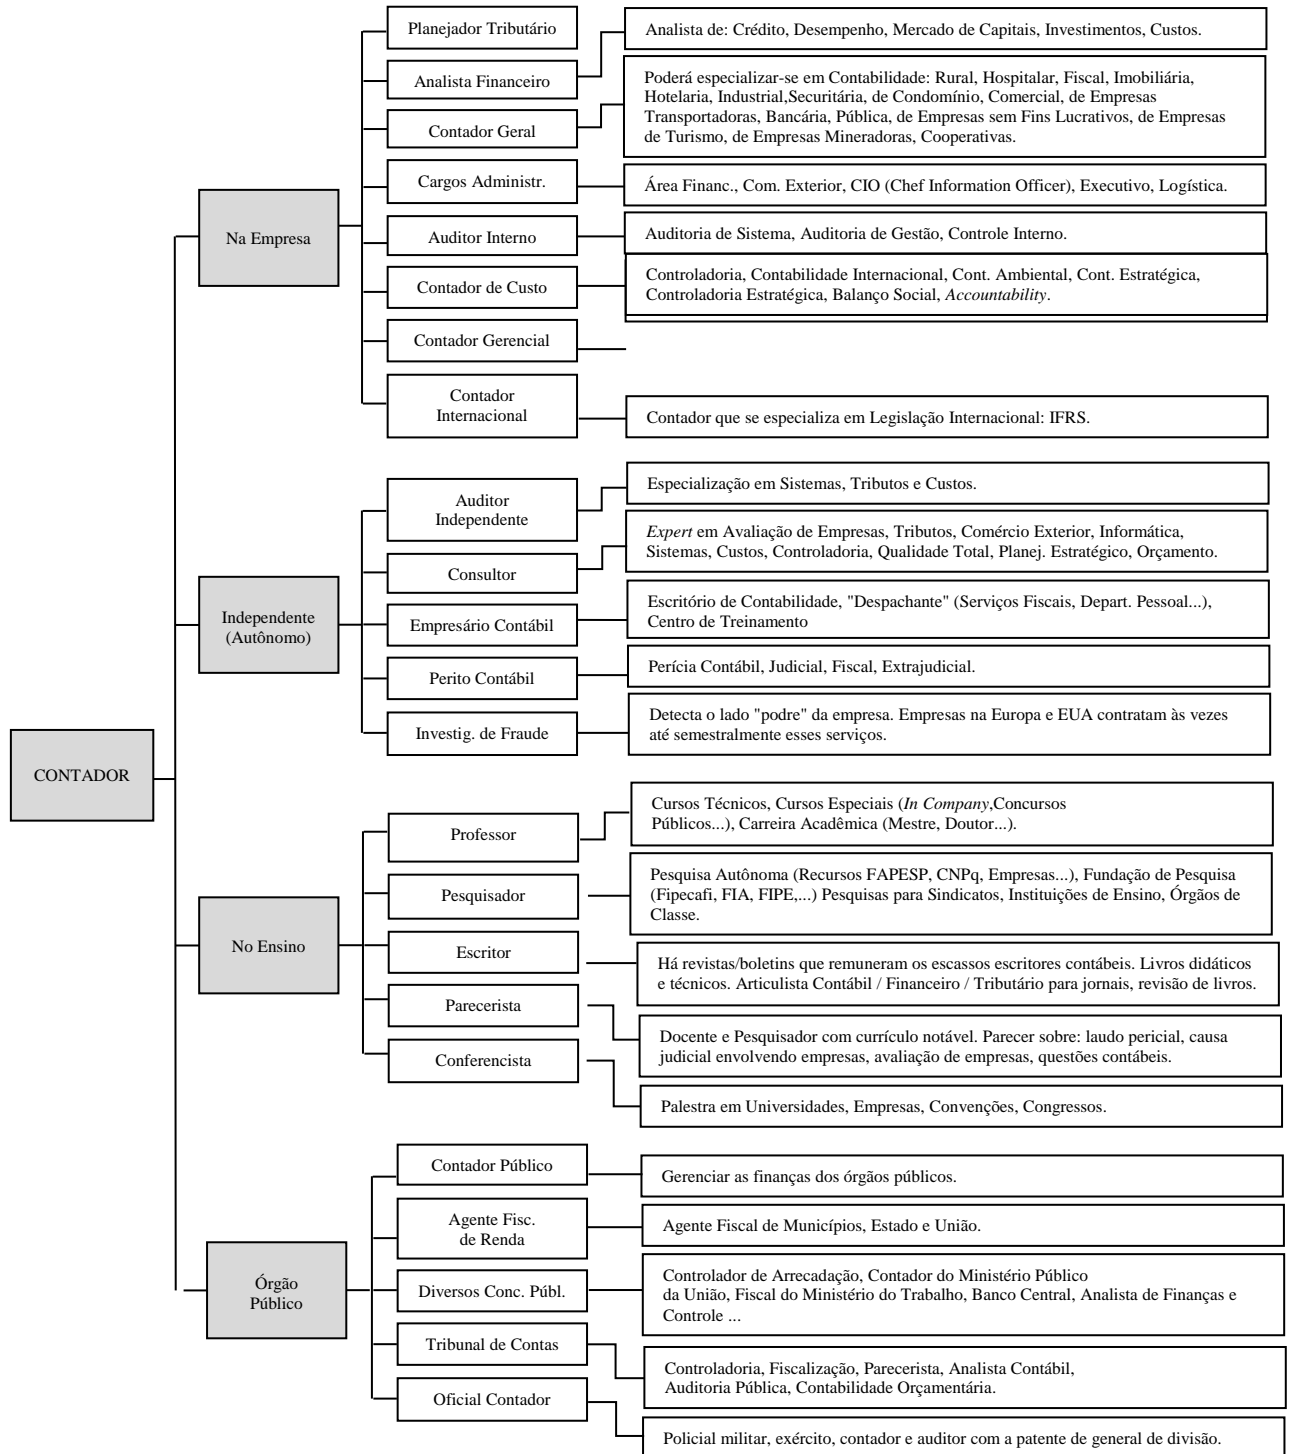 CONTADOR
Na Empresa
Planejador Tributário
Analista Financeiro
Analista de: Crédito, Desempenho, Mercado de Capitais, Investimentos, Custos.
Contador Geral
Poderá especializar-se em Contabilidade: Rural, Hospitalar, Fiscal, Imobiliária,
Hotelaria, Industrial,Securitária, de Condomínio, Comercial, de Empresas
Transportadoras, Bancária, Pública, de Empresas sem Fins Lucrativos, de Empresas
de Turismo, de Empresas Mineradoras, Cooperativas.
Cargos Administr.
Área Financ., Com. Exterior, CIO (Chef Information Officer), Executivo, Logística.
Auditor Interno
Auditoria de Sistema, Auditoria de Gestão, Controle Interno.
Contador de Custo
Controladoria, Contabilidade Internacional, Cont. Ambiental, Cont. Estratégica,
Controladoria Estratégica, Balanço Social, Accountability.
Contador Gerencial
Contador
Internacional
Contador que se especializa em Legislação Internacional: IFRS.
Independente
(Autônomo)
Auditor
Independente
Especialização em Sistemas, Tributos e Custos.
Consultor
Expert em Avaliação de Empresas, Tributos, Comércio Exterior, Informática,
Sistemas, Custos, Controladoria, Qualidade Total, Planej. Estratégico, Orçamento.
Empresário Contábil
Escritório de Contabilidade, "Despachante" (Serviços Fiscais, Depart. Pessoal...),
Centro de Treinamento
Perito Contábil
Perícia Contábil, Judicial, Fiscal, Extrajudicial.
Investig. de Fraude
Detecta o lado "podre" da empresa. Empresas na Europa e EUA contratam às vezes
até semestralmente esses serviços.
No Ensino
Professor
Cursos Técnicos, Cursos Especiais (In Company,Concursos
Públicos...), Carreira Acadêmica (Mestre, Doutor...).
Pesquisador
Pesquisa Autônoma (Recursos FAPESP, CNPq, Empresas...), Fundação de Pesquisa
(Fipecafi, FIA, FIPE,...) Pesquisas para Sindicatos, Instituições de Ensino, Órgãos de
Classe.
Escritor
Há revistas/boletins que remuneram os escassos escritores contábeis. Livros didáticos
e técnicos. Articulista Contábil / Financeiro / Tributário para jornais, revisão de livros.
Parecerista
Docente e Pesquisador com currículo notável. Parecer sobre: laudo pericial, causa
judicial envolvendo empresas, avaliação de empresas, questões contábeis.
Conferencista
Palestra em Universidades, Empresas, Convenções, Congressos.
Órgão
Público
Contador Público
Gerenciar as finanças dos órgãos públicos.
Agente Fisc.
de Renda
Agente Fiscal de Municípios, Estado e União.
Diversos Conc. Públ.
Controlador de Arrecadação, Contador do Ministério Público
da União, Fiscal do Ministério do Trabalho, Banco Central, Analista de Finanças e
Controle ...
Tribunal de Contas
Controladoria, Fiscalização, Parecerista, Analista Contábil,
Auditoria Pública, Contabilidade Orçamentária.
Oficial Contador
Policial militar, exército, contador e auditor com a patente de general de divisão.